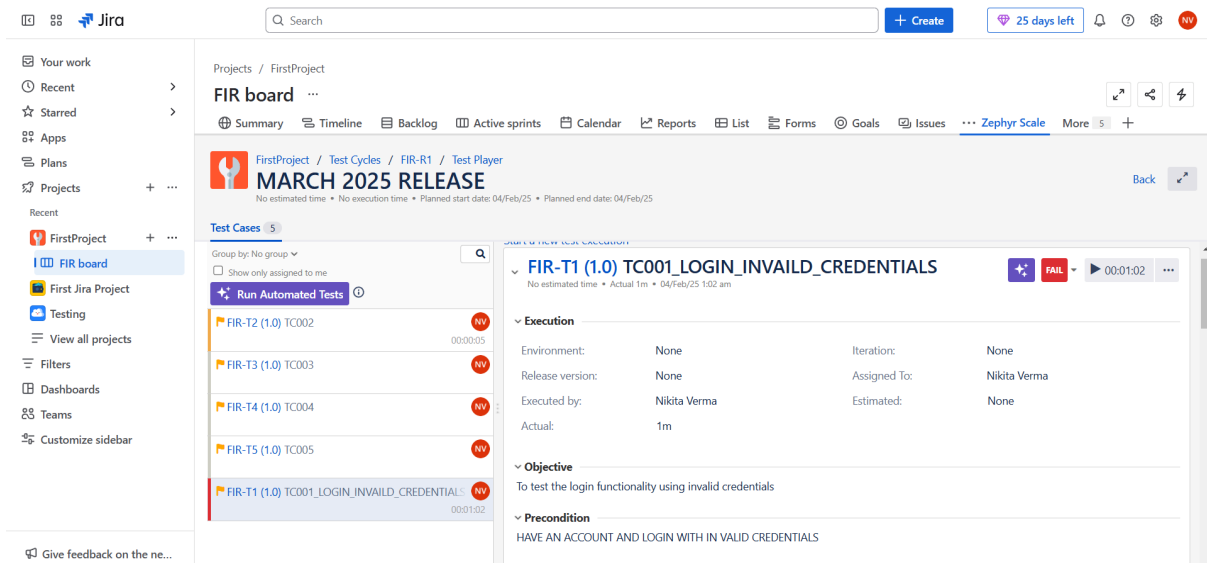 Jira
Search
+ Create
25 days left
NV
Your work
Recent
Starred
Apps
Plans
Projects
Recent
FirstProject
FIR board
First Jira Project
Testing
View all projects
Filters
Dashboards
Teams
Customize sidebar
Give feedback on the ne...
Projects / FirstProject
FIR board ...
Summary Timeline Backlog Active sprints Calendar Reports List Forms Goals Issues Zephyr Scale More 5 +
FirstProject / Test Cycles / FIR-R1 / Test Player
MARCH 2025 RELEASE
No estimated time • No execution time • Planned start date: 04/Feb/25 • Planned end date: 04/Feb/25
Back
Test Cases 5
Group by: No group
Show only assigned to me
Run Automated Tests
FIR-T2 (1.0) TC002 NV
00:00:05
FIR-T3 (1.0) TC003 NV
FIR-T4 (1.0) TC004 NV
FIR-T5 (1.0) TC005 NV
FIR-T1 (1.0) TC001_LOGIN_INVAILD_CREDENTIALS NV
00:01:02
Start a new test execution
FIR-T1 (1.0) TC001_LOGIN_INVAILD_CREDENTIALS
FAIL
00:01:02
No estimated time • Actual 1m • 04/Feb/25 1:02 am
Execution
Environment: None Iteration: None
Release version: None Assigned To: Nikita Verma
Executed by: Nikita Verma Estimated: None
Actual: 1m
Objective
To test the login functionality using invalid credentials
Precondition
HAVE AN ACCOUNT AND LOGIN WITH IN VALID CREDENTIALS